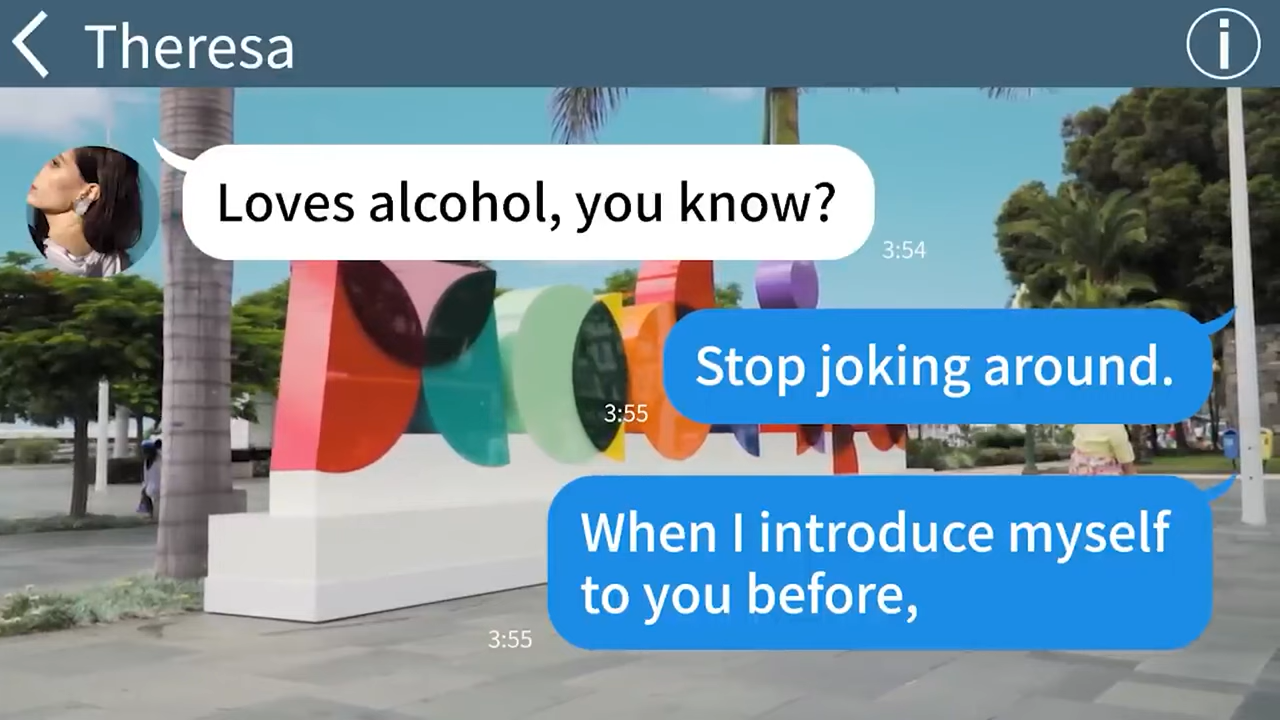 Theresa
Loves alcohol, you know?
3:54
Stop joking around.
3:55
When I introduce myself
to you before,
3:55